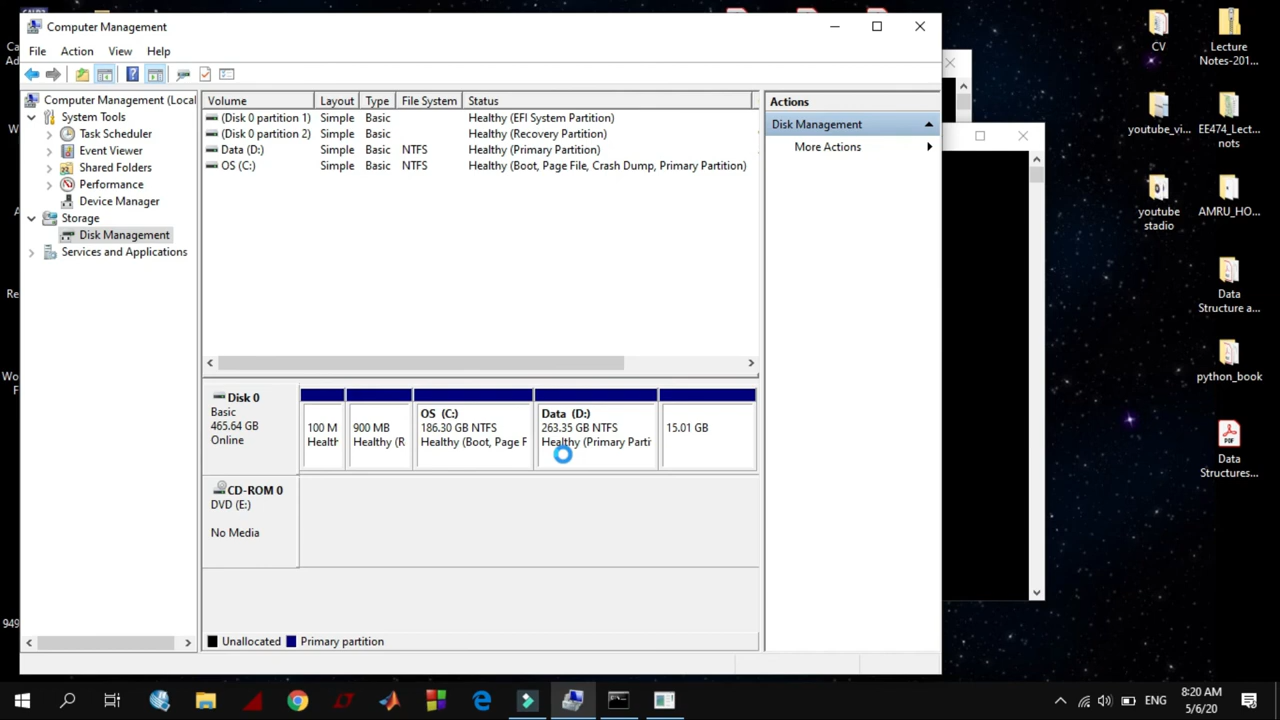 Computer Management
File Action View Help
Computer Management (Local
System Tools
Task Scheduler
Event Viewer
Shared Folders
Performance
Device Manager
Storage
Disk Management
Services and Applications
Volume Layout Type File System Status
(Disk 0 partition 1) Simple Basic Healthy (EFI System Partition)
(Disk 0 partition 2) Simple Basic Healthy (Recovery Partition)
Data (D:) Simple Basic NTFS Healthy (Primary Partition)
OS (C:) Simple Basic NTFS Healthy (Boot, Page File, Crash Dump, Primary Partition)
Disk 0
Basic
465.64 GB
Online
100 M
Health
900 MB
Healthy (R
OS (C:)
186.30 GB NTFS
Healthy (Boot, Page F
Data (D:)
263.35 GB NTFS
Healthy (Primary Parti
15.01 GB
CD-ROM 0
DVD (E:)
No Media
Unallocated Primary partition
Actions
Disk Management
More Actions
CV
Lecture
Notes-201...
youtube_vi...
EE474_Lect...
nots
youtube
stadio
AMRU_HO...
Data
Structure a...
python_book
PDF
Data
Structures...
ENG
8:20 AM
5/6/20